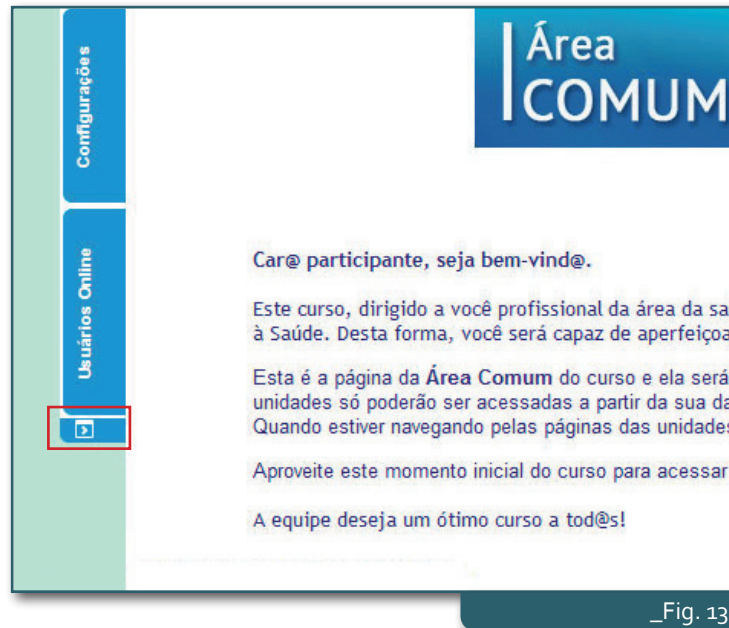 Configurações
Usuários Online
Área
COMUM
Car@ participante, seja bem-vind@.
Este curso, dirigido a você profissional da área da sa
à Saúde. Desta forma, você será capaz de aperfeiçoa
Esta é a página da Área Comum do curso e ela será
unidades só poderão ser acessadas a partir da sua da
Quando estiver navegando pelas páginas das unidades
Aproveite este momento inicial do curso para acessar
A equipe deseja um ótimo curso a tod@s!
_Fig. 13